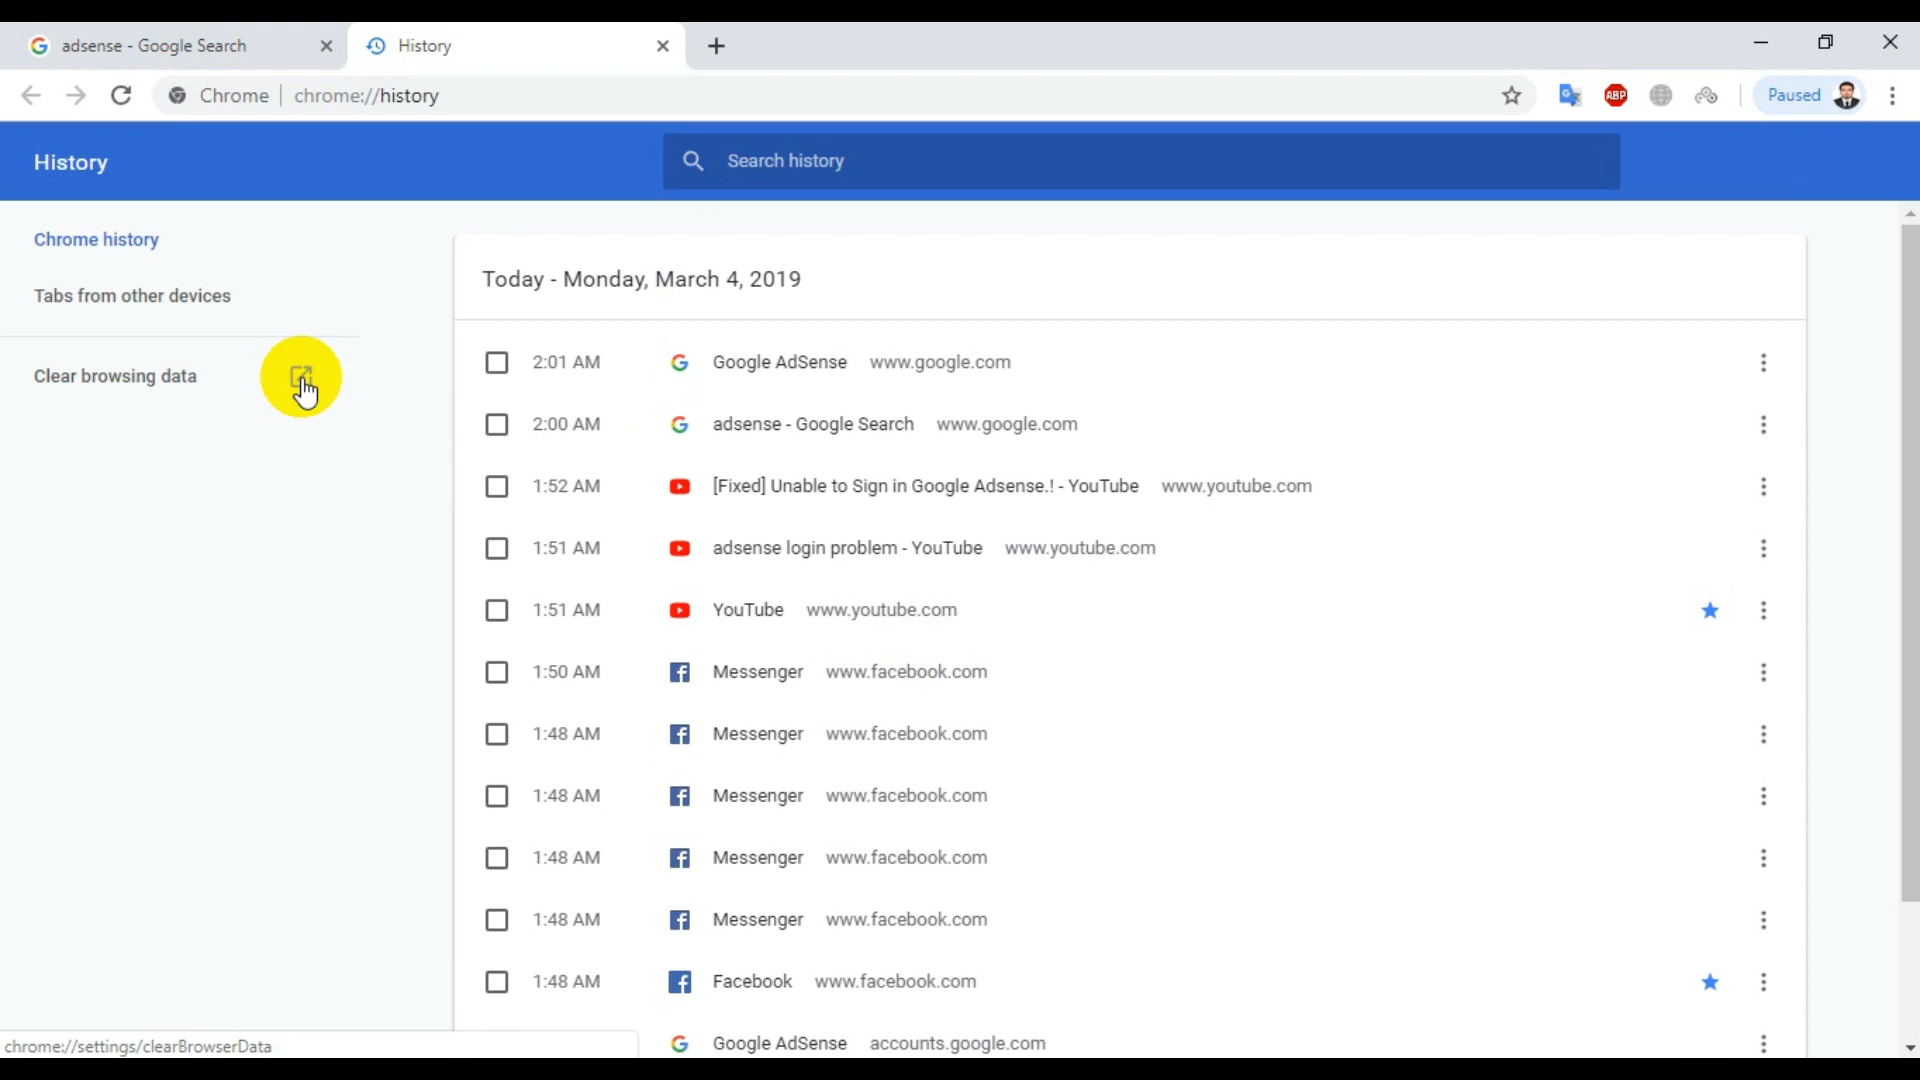 adsense - Google Search
History
Chrome
chrome://history
ABP
Paused
History
Search history
Chrome history
Tabs from other devices
Clear browsing data
Today - Monday, March 4, 2019
2:01 AM Google AdSense www.google.com
2:00 AM adsense - Google Search www.google.com
1:52 AM [Fixed] Unable to Sign in Google Adsense.! - YouTube www.youtube.com
1:51 AM adsense login problem - YouTube www.youtube.com
1:51 AM YouTube www.youtube.com
1:50 AM Messenger www.facebook.com
1:48 AM Messenger www.facebook.com
1:48 AM Messenger www.facebook.com
1:48 AM Messenger www.facebook.com
1:48 AM Messenger www.facebook.com
1:48 AM Facebook www.facebook.com
Google AdSense accounts.google.com
chrome://settings/clearBrowserData